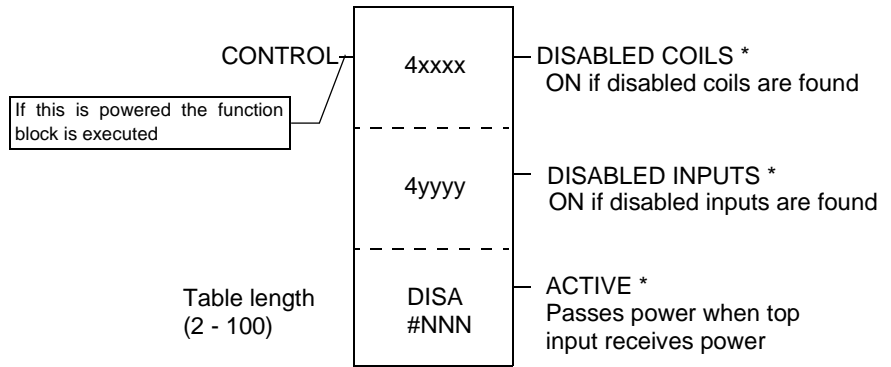 CONTROL
If this is powered the function
block is executed
4xxxx
DISABLED COILS *
ON if disabled coils are found
4yyyy
DISABLED INPUTS *
ON if disabled inputs are found
Table length
(2 - 100)
DISA
#NNN
ACTIVE *
Passes power when top
input receives power